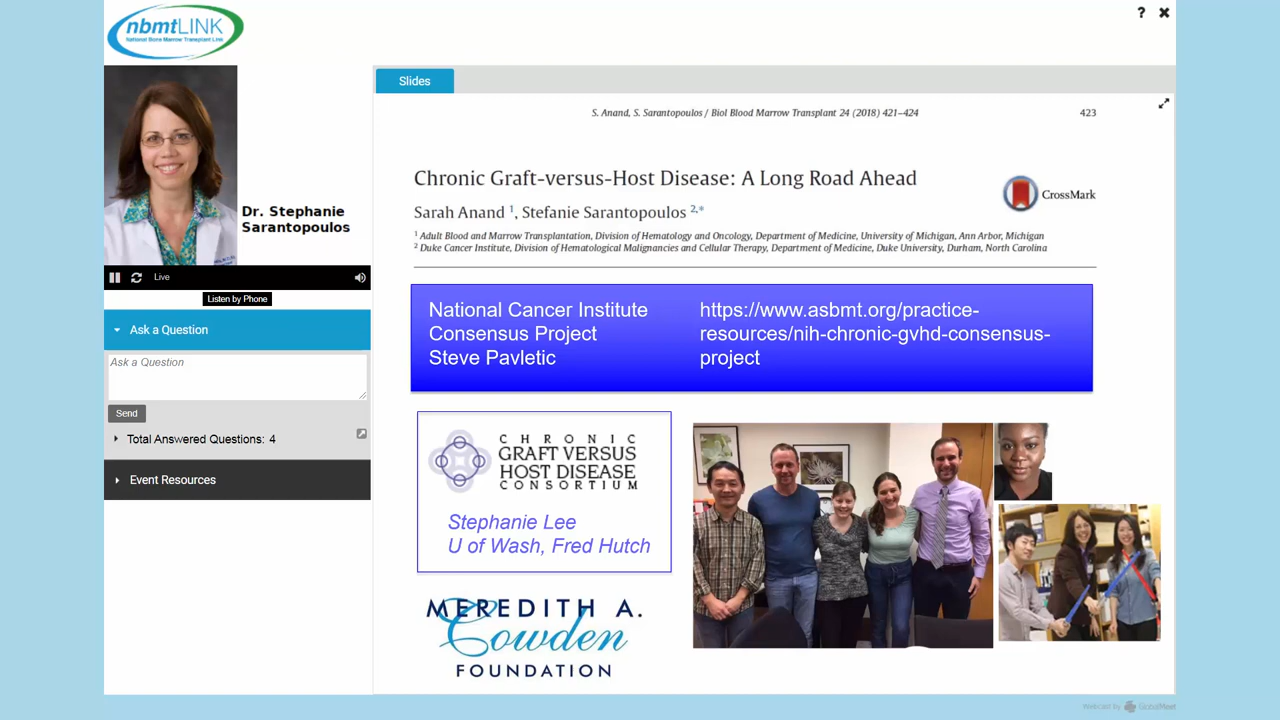 nbmtLINK
National Bone Marrow Transplant Link
? ✖
Dr. Stephanie
Sarantopoulos
Live
Listen by Phone
Ask a Question
Ask a Question
Send
Total Answered Questions: 4
Event Resources
Slides
S. Anand, S. Sarantopoulos / Biol Blood Marrow Transplant 24 (2018) 421–424
423
Chronic Graft-versus-Host Disease: A Long Road Ahead
CrossMark
Sarah Anand 1, Stefanie Sarantopoulos 2,*
1 Adult Blood and Marrow Transplantation, Division of Hematology and Oncology, Department of Medicine, University of Michigan, Ann Arbor, Michigan
2 Duke Cancer Institute, Division of Hematological Malignancies and Cellular Therapy, Department of Medicine, Duke University, Durham, North Carolina
National Cancer Institute
Consensus Project
Steve Pavletic
https://www.asbmt.org/practice-
resources/nih-chronic-gvhd-consensus-
project
CHRONIC
GRAFT VERSUS
HOST DISEASE
CONSORTIUM
Stephanie Lee
U of Wash, Fred Hutch
MEREDITH A.
Cowden
FOUNDATION
Webcast by GlobalMeet